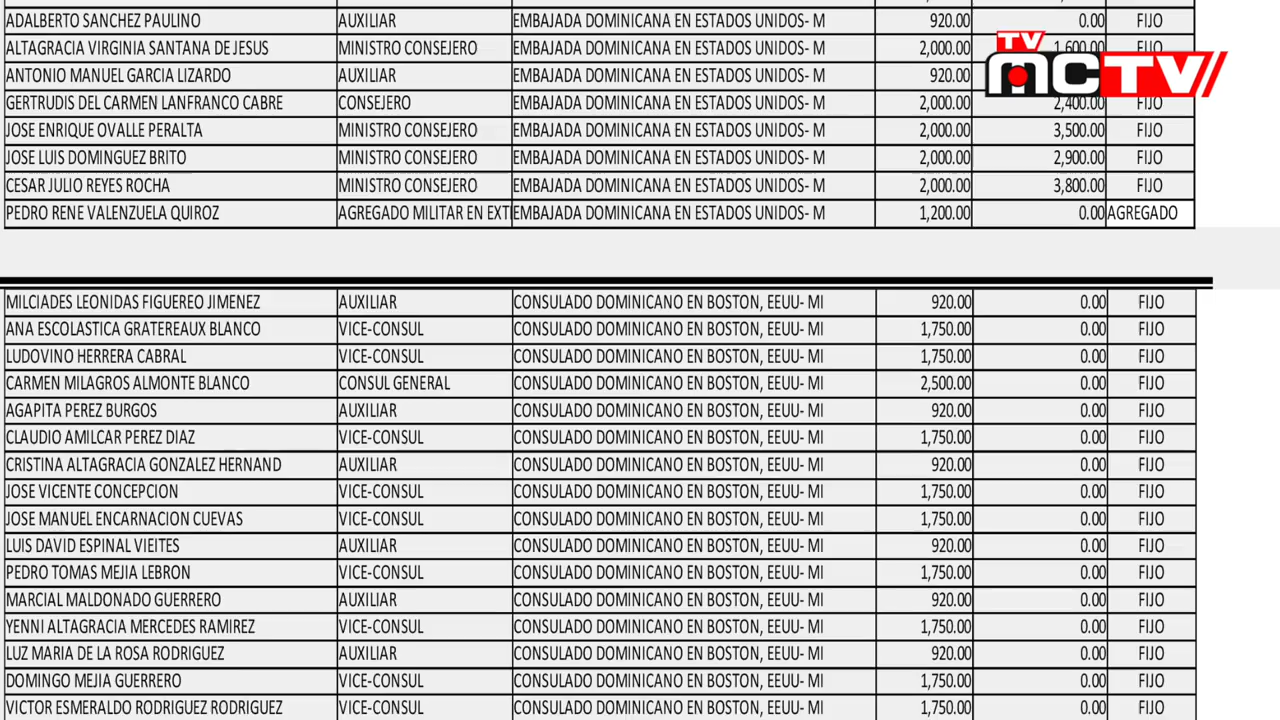 ADALBERTO SANCHEZ PAULINO AUXILIAR EMBAJADA DOMINICANA EN ESTADOS UNIDOS- M 920.00 0.00 FIJO
ALTAGRACIA VIRGINIA SANTANA DE JESUS MINISTRO CONSEJERO EMBAJADA DOMINICANA EN ESTADOS UNIDOS- M 2,000.00 1,600.00 FIJO
TV
ANTONIO MANUEL GARCIA LIZARDO AUXILIAR EMBAJADA DOMINICANA EN ESTADOS UNIDOS- M 920.00
MCTV
GERTRUDIS DEL CARMEN LANFRANCO CABRE CONSEJERO EMBAJADA DOMINICANA EN ESTADOS UNIDOS- M 2,000.00 2,400.00 FIJO
JOSE ENRIQUE OVALLE PERALTA MINISTRO CONSEJERO EMBAJADA DOMINICANA EN ESTADOS UNIDOS- M 2,000.00 3,500.00 FIJO
JOSE LUIS DOMINGUEZ BRITO MINISTRO CONSEJERO EMBAJADA DOMINICANA EN ESTADOS UNIDOS- M 2,000.00 2,900.00 FIJO
CESAR JULIO REYES ROCHA MINISTRO CONSEJERO EMBAJADA DOMINICANA EN ESTADOS UNIDOS- M 2,000.00 3,800.00 FIJO
PEDRO RENE VALENZUELA QUIROZ AGREGADO MILITAR EN EXT EMBAJADA DOMINICANA EN ESTADOS UNIDOS- M 1,200.00 0.00 AGREGADO
MILCIADES LEONIDAS FIGUEREO JIMENEZ AUXILIAR CONSULADO DOMINICANO EN BOSTON, EEUU- MI 920.00 0.00 FIJO
ANA ESCOLASTICA GRATEREAUX BLANCO VICE-CONSUL CONSULADO DOMINICANO EN BOSTON, EEUU- MI 1,750.00 0.00 FIJO
LUDOVINO HERRERA CABRAL VICE-CONSUL CONSULADO DOMINICANO EN BOSTON, EEUU- MI 1,750.00 0.00 FIJO
CARMEN MILAGROS ALMONTE BLANCO CONSUL GENERAL CONSULADO DOMINICANO EN BOSTON, EEUU- MI 2,500.00 0.00 FIJO
AGAPITA PEREZ BURGOS AUXILIAR CONSULADO DOMINICANO EN BOSTON, EEUU- MI 920.00 0.00 FIJO
CLAUDIO AMILCAR PEREZ DIAZ VICE-CONSUL CONSULADO DOMINICANO EN BOSTON, EEUU- MI 1,750.00 0.00 FIJO
CRISTINA ALTAGRACIA GONZALEZ HERNAND AUXILIAR CONSULADO DOMINICANO EN BOSTON, EEUU- MI 920.00 0.00 FIJO
JOSE VICENTE CONCEPCION VICE-CONSUL CONSULADO DOMINICANO EN BOSTON, EEUU- MI 1,750.00 0.00 FIJO
JOSE MANUEL ENCARNACION CUEVAS VICE-CONSUL CONSULADO DOMINICANO EN BOSTON, EEUU- MI 1,750.00 0.00 FIJO
LUIS DAVID ESPINAL VIEITES AUXILIAR CONSULADO DOMINICANO EN BOSTON, EEUU- MI 920.00 0.00 FIJO
PEDRO TOMAS MEJIA LEBRON VICE-CONSUL CONSULADO DOMINICANO EN BOSTON, EEUU- MI 1,750.00 0.00 FIJO
MARCIAL MALDONADO GUERRERO AUXILIAR CONSULADO DOMINICANO EN BOSTON, EEUU- MI 920.00 0.00 FIJO
YENNI ALTAGRACIA MERCEDES RAMIREZ VICE-CONSUL CONSULADO DOMINICANO EN BOSTON, EEUU- MI 1,750.00 0.00 FIJO
LUZ MARIA DE LA ROSA RODRIGUEZ AUXILIAR CONSULADO DOMINICANO EN BOSTON, EEUU- MI 920.00 0.00 FIJO
DOMINGO MEJIA GUERRERO VICE-CONSUL CONSULADO DOMINICANO EN BOSTON, EEUU- MI 1,750.00 0.00 FIJO
VICTOR ESMERALDO RODRIGUEZ RODRIGUEZ VICE-CONSUL CONSULADO DOMINICANO EN BOSTON, EEUU- MI 1,750.00 0.00 FIJO